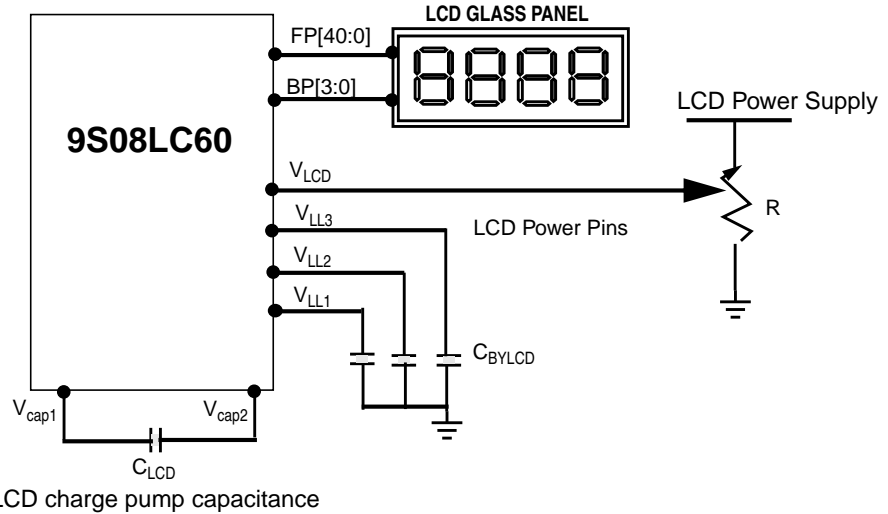 LCD GLASS PANEL
FP[40:0]
BP[3:0]
LCD Power Supply
9S08LC60
VLCD
R
VLL3
LCD Power Pins
VLL2
VLL1
CBYLCD
Vcap1
Vcap2
CLCD
LCD charge pump capacitance